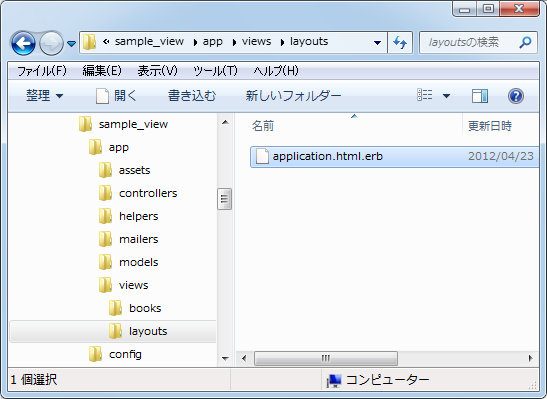 « sample_view ▸ app ▸ views ▸ layouts
layoutsの検索
ファイル(F) 編集(E) 表示(V) ツール(T) ヘルプ(H)
整理 開く 書き込む 新しいフォルダー
sample_view
app
assets
controllers
helpers
mailers
models
views
books
layouts
config
名前 更新日時
application.html.erb 2012/04/23
1 個選択 コンピューター